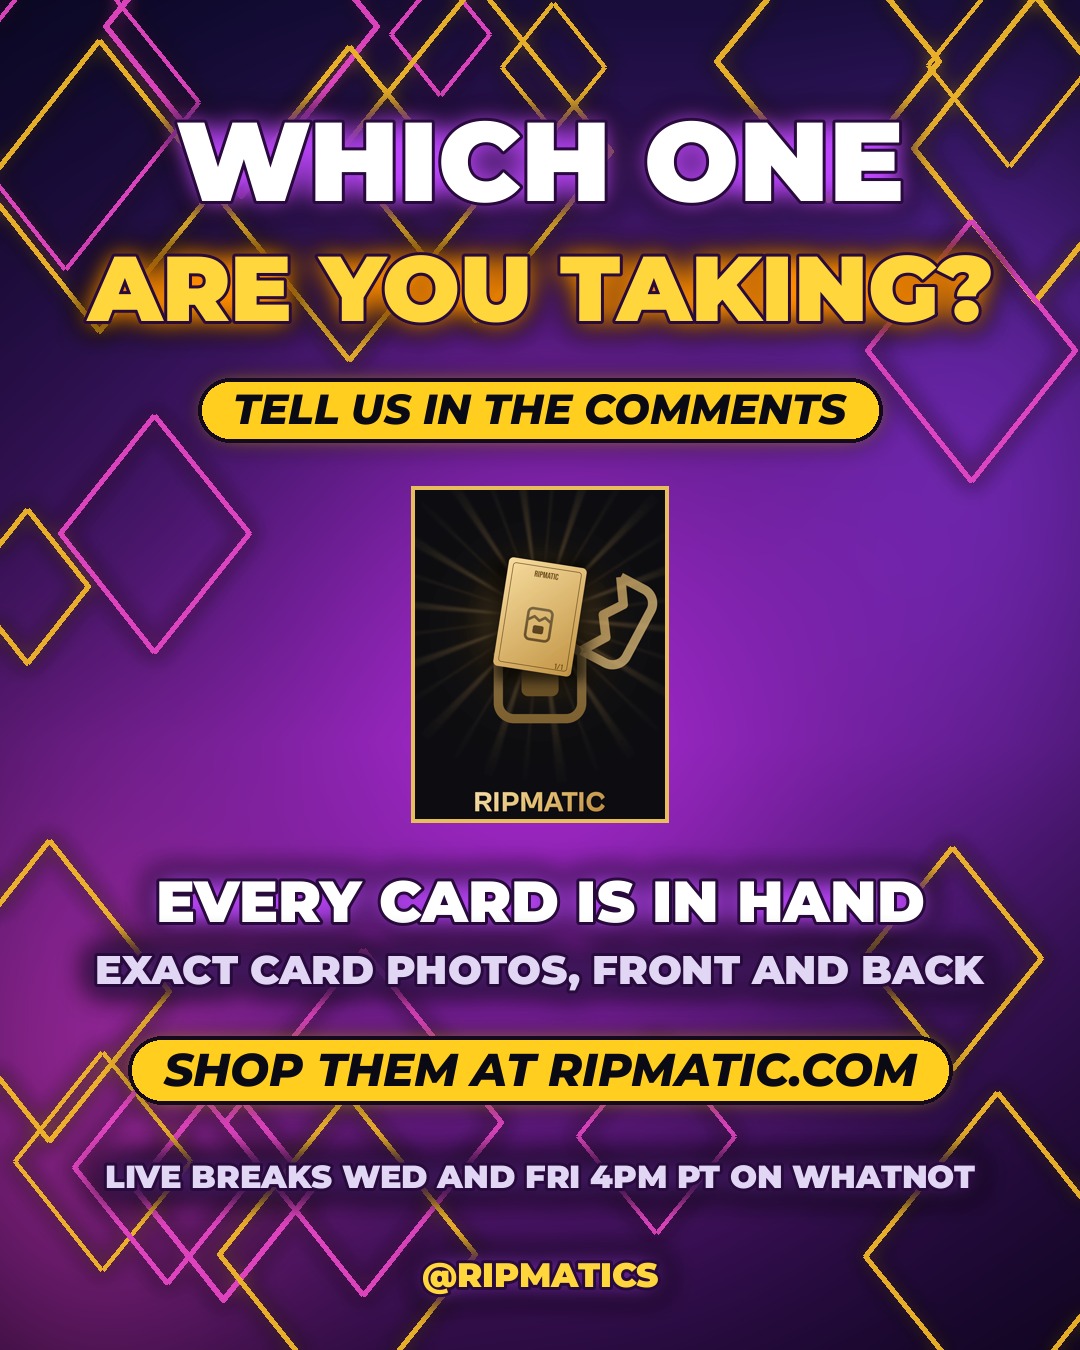 WHICH ONE
ARE YOU TAKING?
TELL US IN THE COMMENTS
RIPMATIC
1/1
RIPMATIC
EVERY CARD IS IN HAND
EXACT CARD PHOTOS, FRONT AND BACK
SHOP THEM AT RIPMATIC.COM
LIVE BREAKS WED AND FRI 4PM PT ON WHATNOT
@RIPMATICS